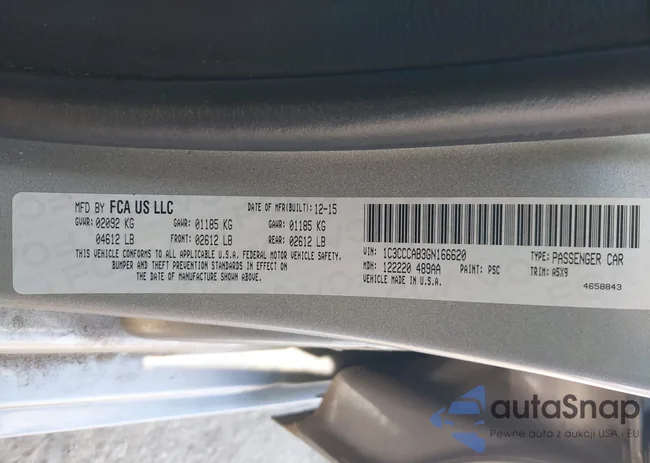 MFD BY FCA US LLC DATE OF MFR(BUILT): 12-15
GVWR: 02092 KG GAWR: 01185 KG GAWR: 01185 KG
04612 LB FRONT: 02612 LB REAR: 02612 LB
THIS VEHICLE CONFORMS TO ALL APPLICABLE U.S.A. FEDERAL MOTOR VEHICLE SAFETY,
BUMPER AND THEFT PREVENTION STANDARDS IN EFFECT ON
THE DATE OF MANUFACTURE SHOWN ABOVE.
VIN: 1C3CCCAB3GN166620 TYPE: PASSENGER CAR
MDH: 122220 489AA PAINT: PSC TRIM: A5X9
VEHICLE MADE IN U.S.A. 4658843
autaSnap
Pewne auta z aukcji USA · EU